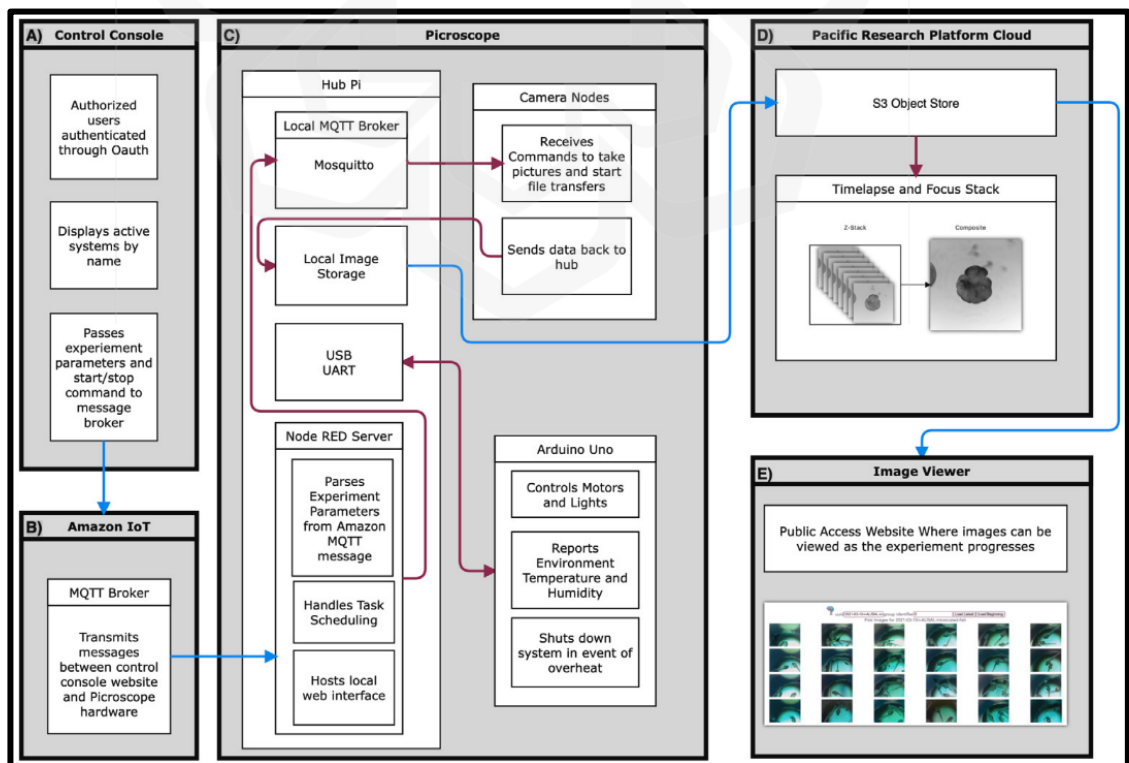 A) Control Console
Authorized
users
authenticated
through Oauth
Displays active
systems by
name
Passes
experiement
parameters and
start/stop
command to
message
broker
B) Amazon IoT
MQTT Broker
Transmits
messages
between control
console website
and Picroscope
hardware
C) Picroscope
Hub Pi
Local MQTT Broker
Mosquitto
Local Image
Storage
USB
UART
Node RED Server
Parses
Experiment
Parameters
from Amazon
MQTT
message
Handles Task
Scheduling
Hosts local
web interface
Camera Nodes
Receives
Commands to take
pictures and start
file transfers
Sends data back to
hub
Arduino Uno
Controls Motors
and Lights
Reports
Environment
Temperature and
Humidity
Shuts down
system in event of
overheat
D) Pacific Research Platform Cloud
S3 Object Store
Timelapse and Focus Stack
Z-Stack
Composite
E) Image Viewer
Public Access Website Where images can be
viewed as the experiement progresses